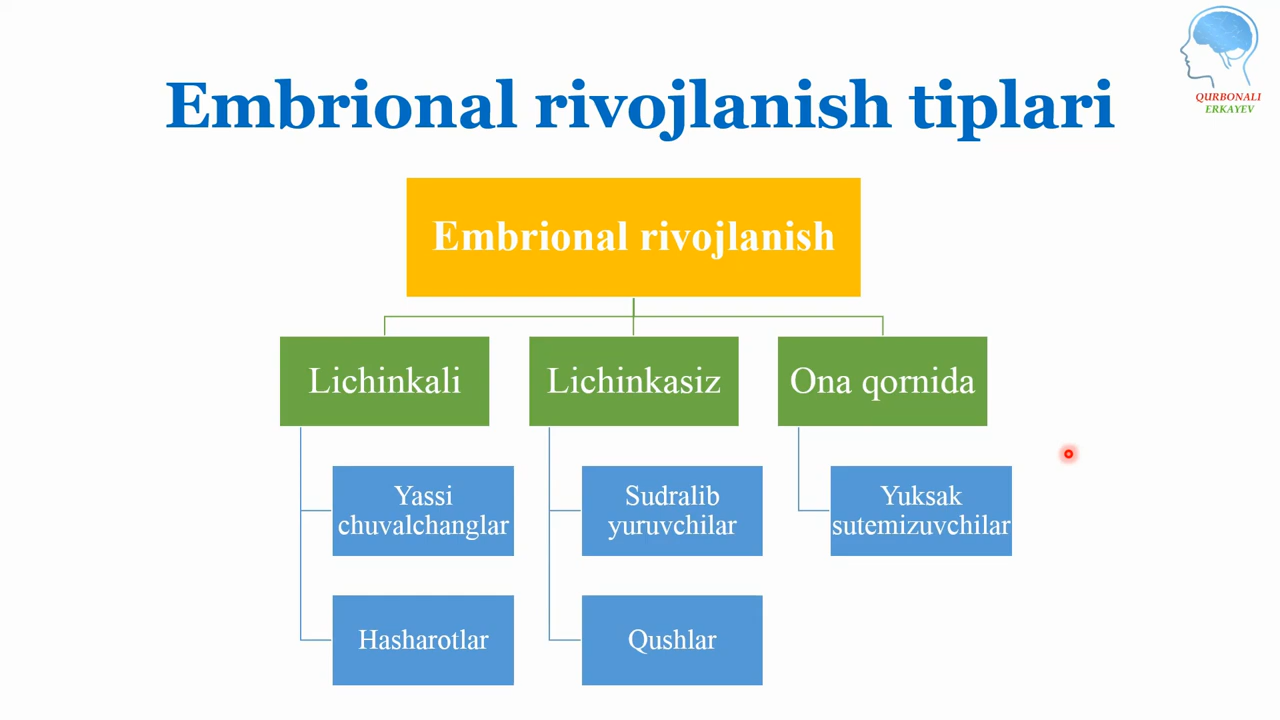 QURBONALI
ERKAYEV
Embrional rivojlanish tiplari
Embrional rivojlanish
Lichinkali
Lichinkasiz
Ona qornida
Yassi
chuvalchanglar
Sudralib
yuruvchilar
Yuksak
sutemizuvchilar
Hasharotlar
Qushlar